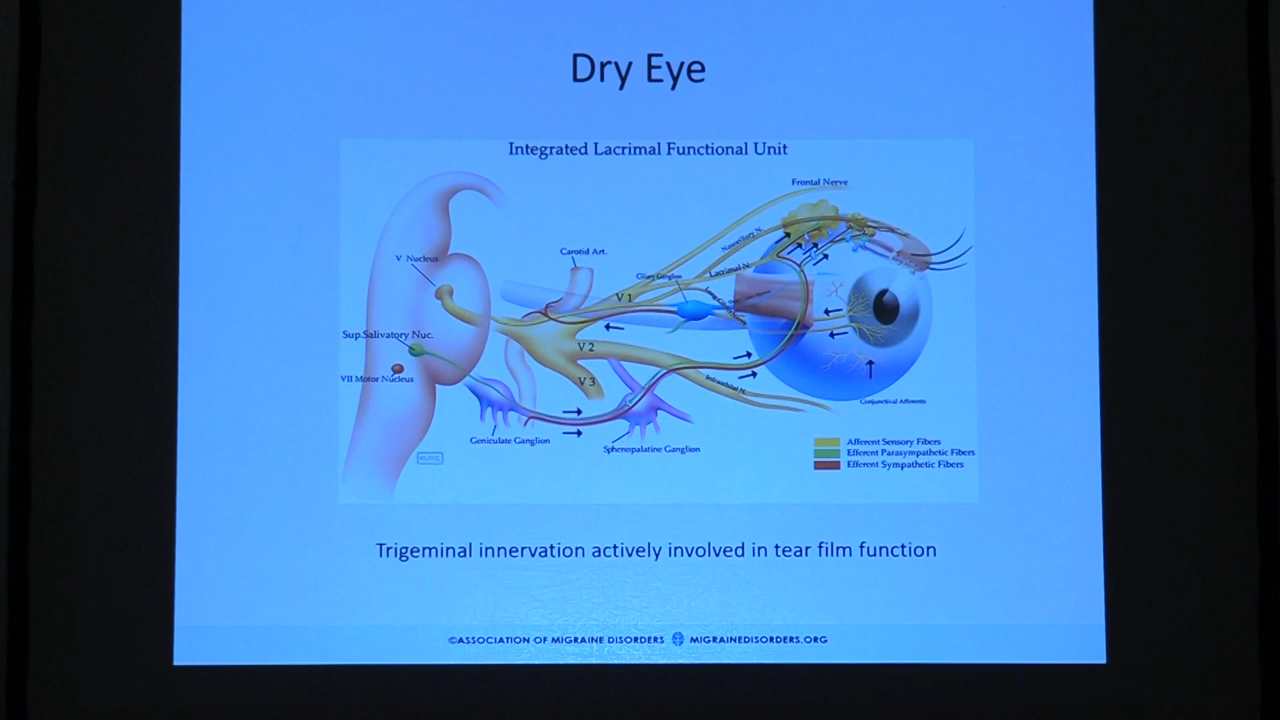 Dry Eye
Integrated Lacrimal Functional Unit
Frontal Nerve
Nasociliary N.
Carotid Art.
V Nucleus
Lacrimal N.
Ciliary Ganglion
V 1
Sup.Salivatory Nuc.
V 2
VII Motor Nucleus
V 3
Infraorbital N.
Conjunctival Afferents
Geniculate Ganglion
Sphenopalatine Ganglion
Afferent Sensory Fibers
Efferent Parasympathetic Fibers
Efferent Sympathetic Fibers
Trigeminal innervation actively involved in tear film function
©ASSOCIATION OF MIGRAINE DISORDERS MIGRAINEDISORDERS.ORG